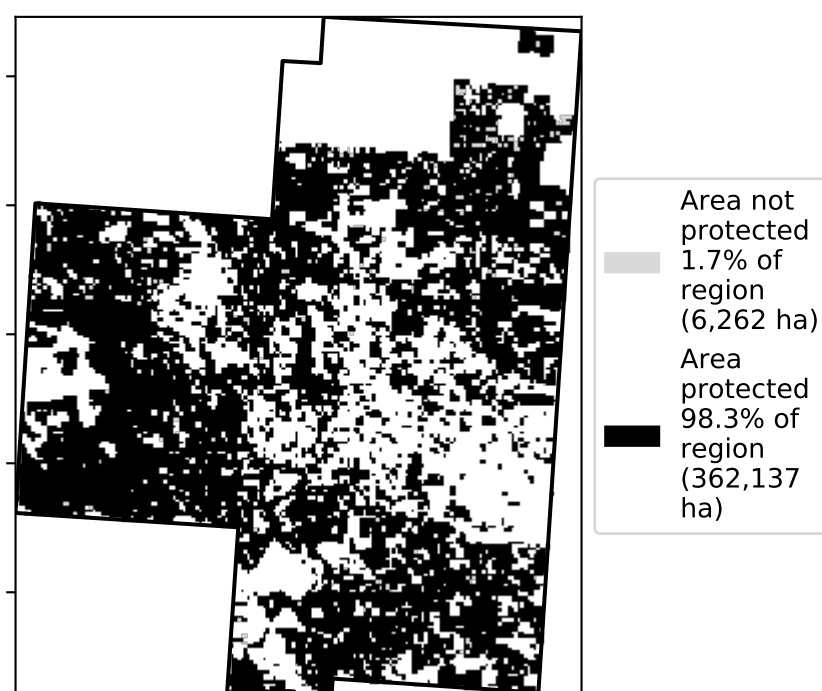 Area not
protected
1.7% of
region
(6,262 ha)
Area
protected
98.3% of
region
(362,137
ha)